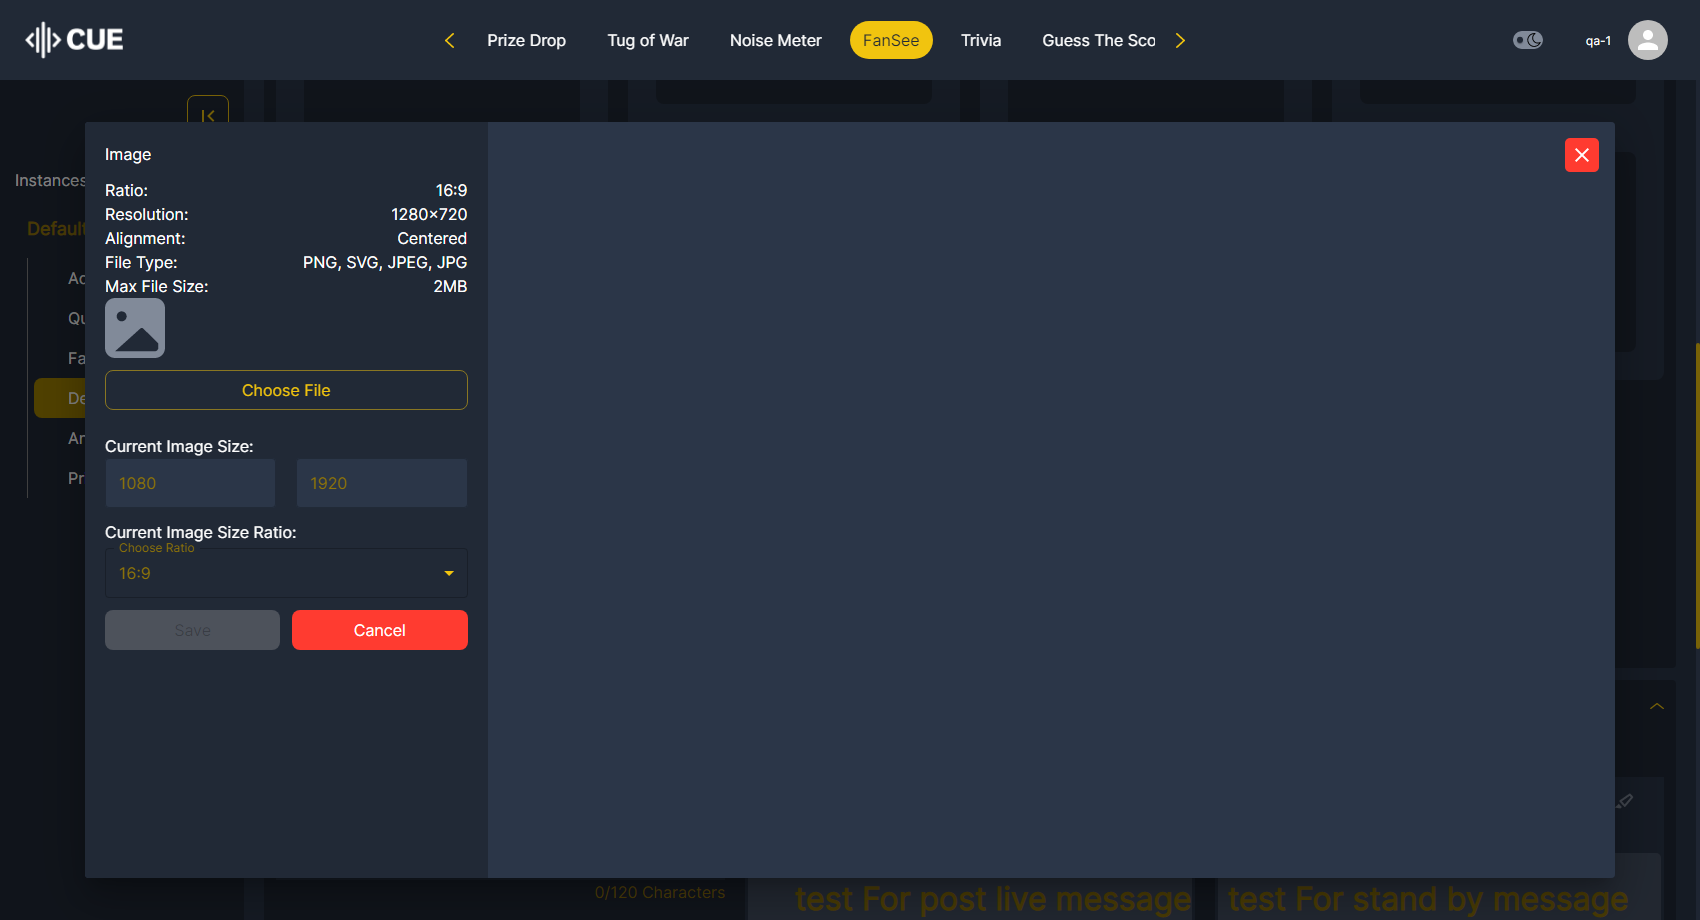 CUE
Prize Drop
Tug of War
Noise Meter
FanSee
Trivia
Guess The Sco
qa-1
Instances
Default
Image
Ratio: 16:9
Resolution: 1280×720
Alignment: Centered
File Type: PNG, SVG, JPEG, JPG
Max File Size: 2MB
Choose File
Current Image Size:
1080 1920
Current Image Size Ratio:
Choose Ratio
16:9
Save Cancel
Qu
Fa
De
Pr
0/120 Characters
test For post live message
test For stand by message